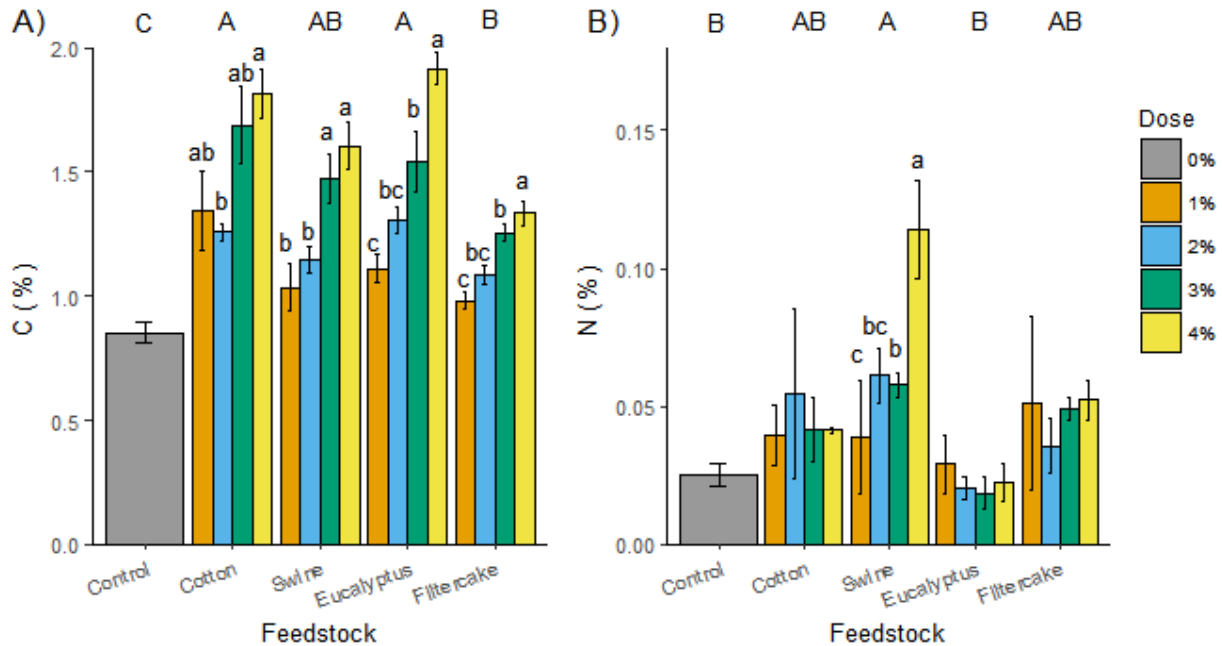 A) C A AB A B
2.0
1.5
1.0
0.5
0.0
C ( % )
ab b ab a
b b a a
c bc b a
c bc b a
Control Cotton Swine Eucalyptus Filtercake
Feedstock
B) B AB A B AB
0.15
0.10
0.05
0.00
N ( % )
c bc b a
Control Cotton Swine Eucalyptus Filtercake
Feedstock
Dose
0%
1%
2%
3%
4%